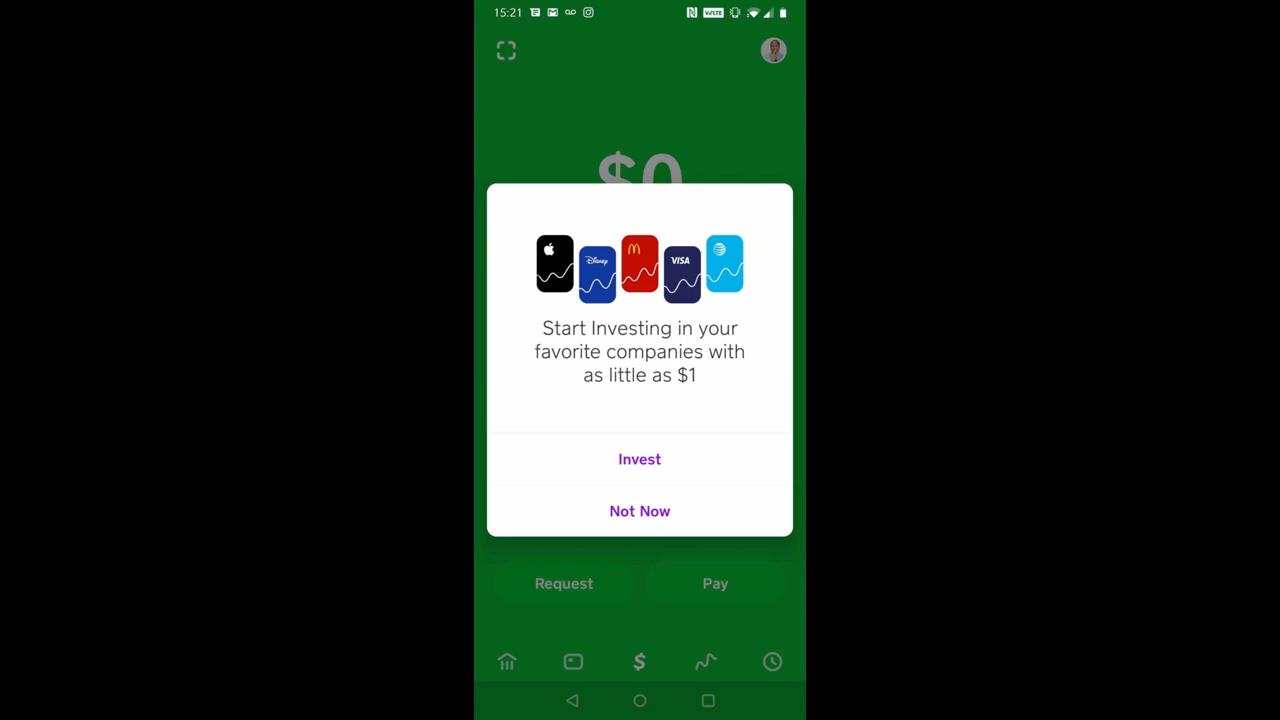 15:21
VoLTE
$0
Disney
VISA
Start Investing in your
favorite companies with
as little as $1
Invest
Not Now
Request
Pay
$